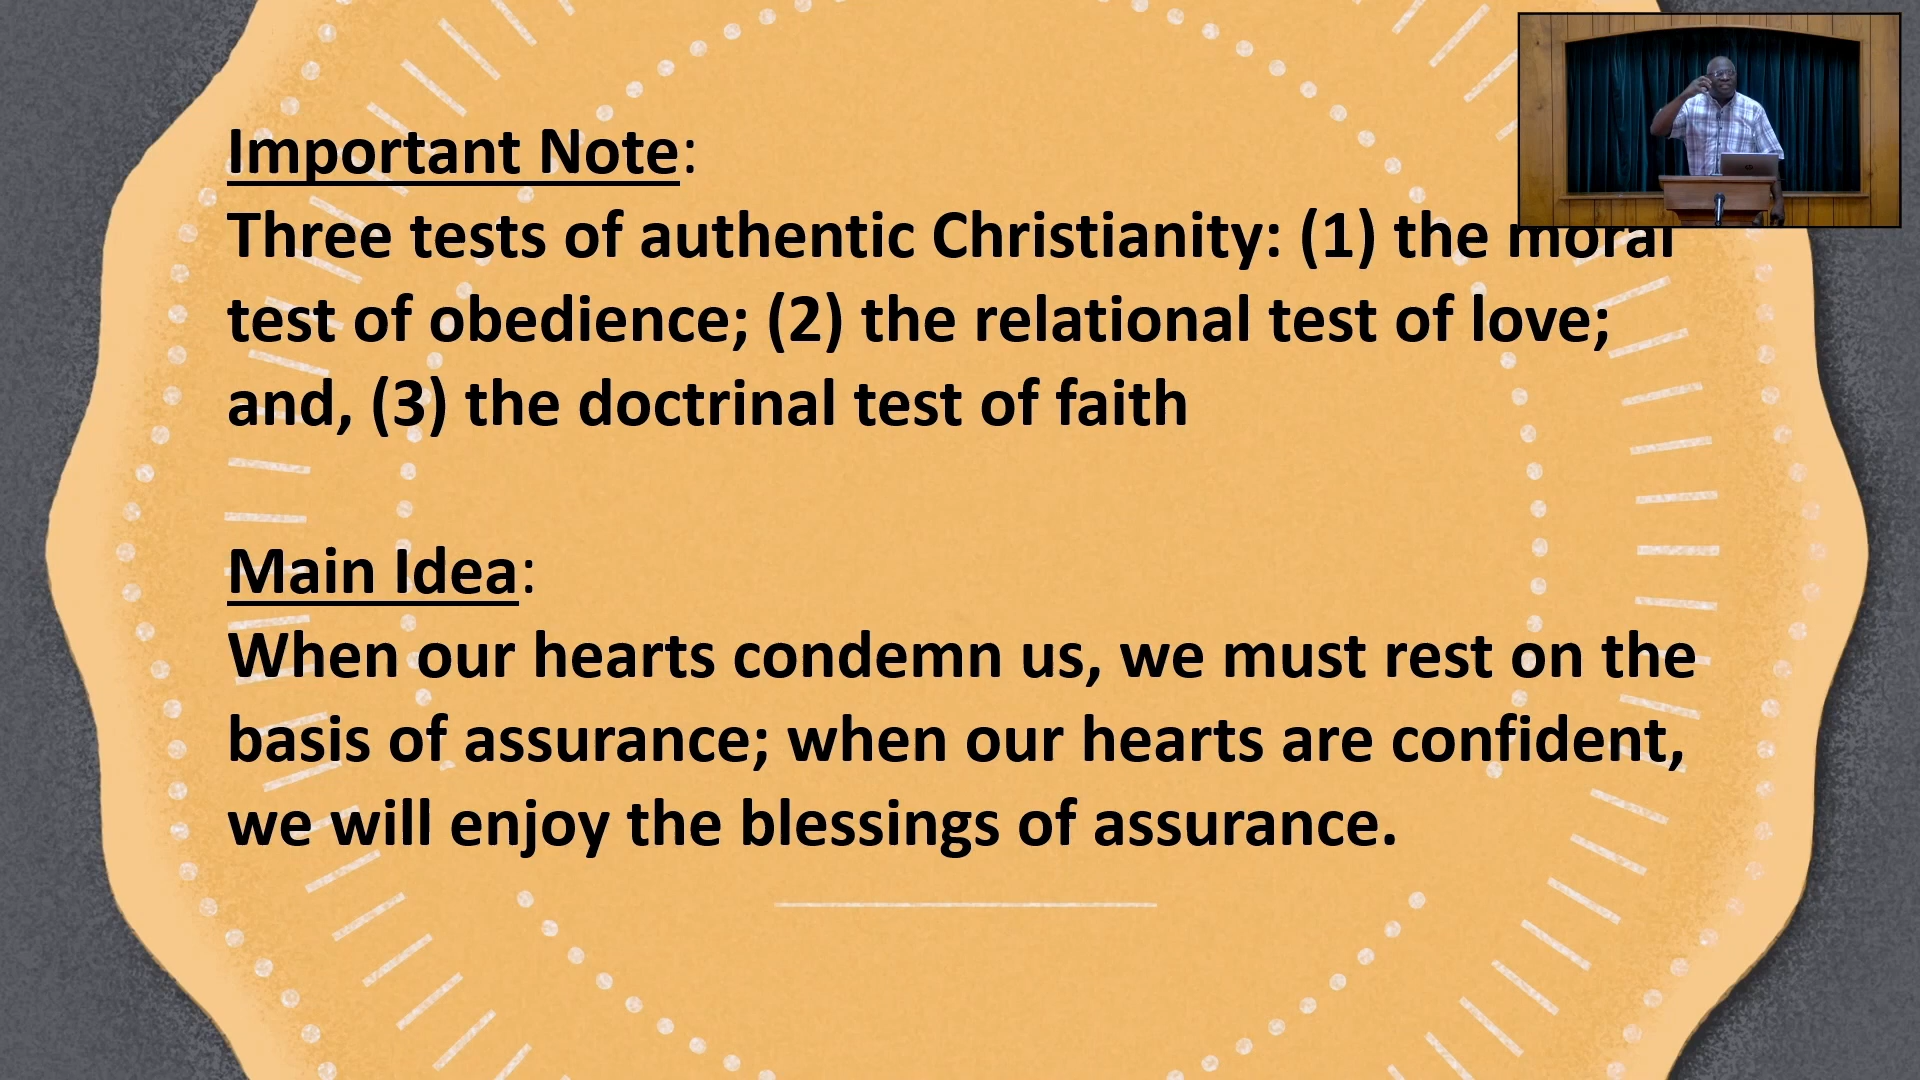 Important Note:
Three tests of authentic Christianity: (1) the moral
test of obedience; (2) the relational test of love;
and, (3) the doctrinal test of faith
Main Idea:
When our hearts condemn us, we must rest on the
basis of assurance; when our hearts are confident,
we will enjoy the blessings of assurance.